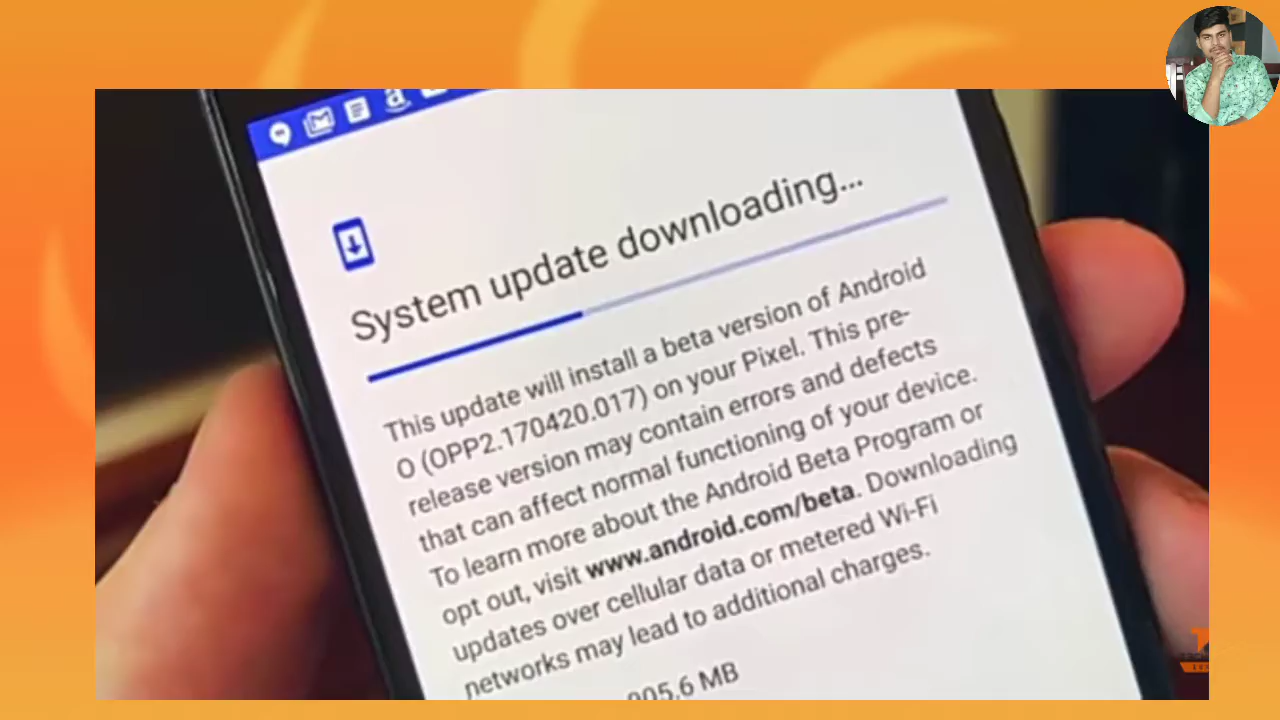 System update downloading...
This update will install a beta version of Android
O (OPP2.170420.017) on your Pixel. This pre-
release version may contain errors and defects
that can affect normal functioning of your device.
To learn more about the Android Beta Program or
opt out, visit www.android.com/beta. Downloading
updates over cellular data or metered Wi-Fi
networks may lead to additional charges.
905,6 MB